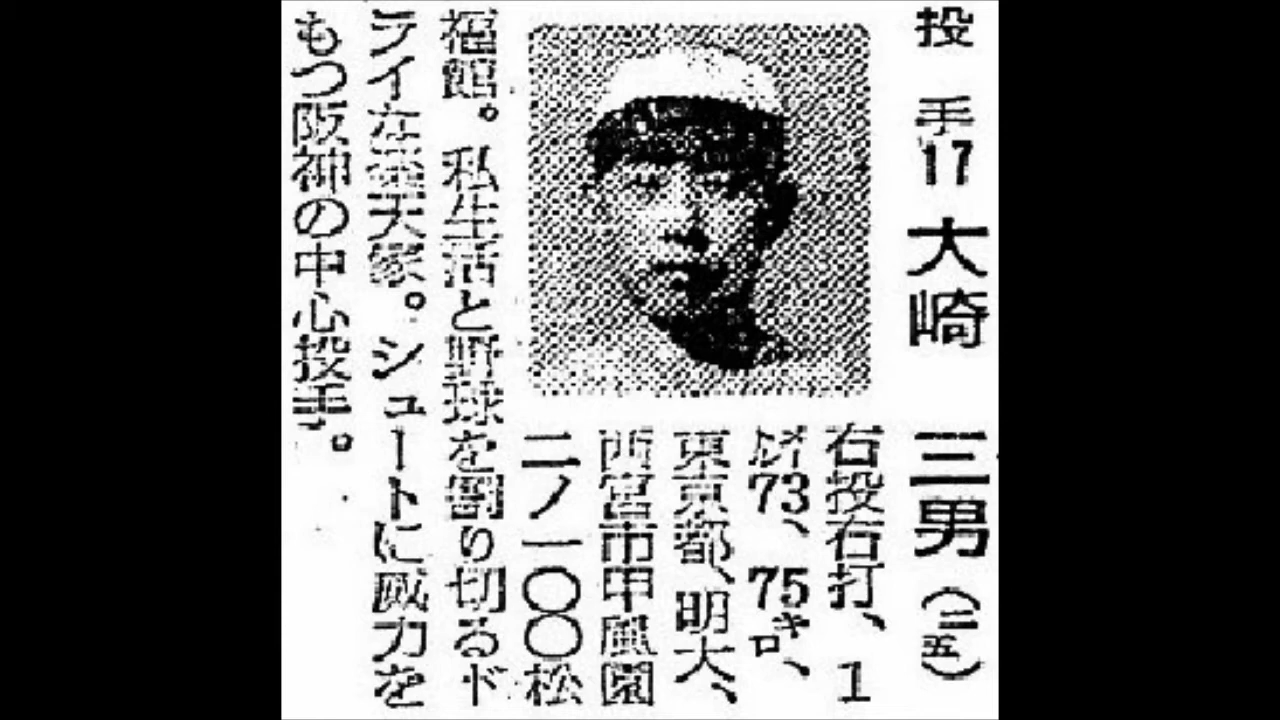 投手17 大崎 三男(二五)
右投右打、1
㍍73、75㌔、
東京都、明大、
西宮市甲風園
二ノ一〇〇松
福館。私生活と野球を割り切るド
ライな楽天家。シュートに威力を
もつ阪神の中心投手。